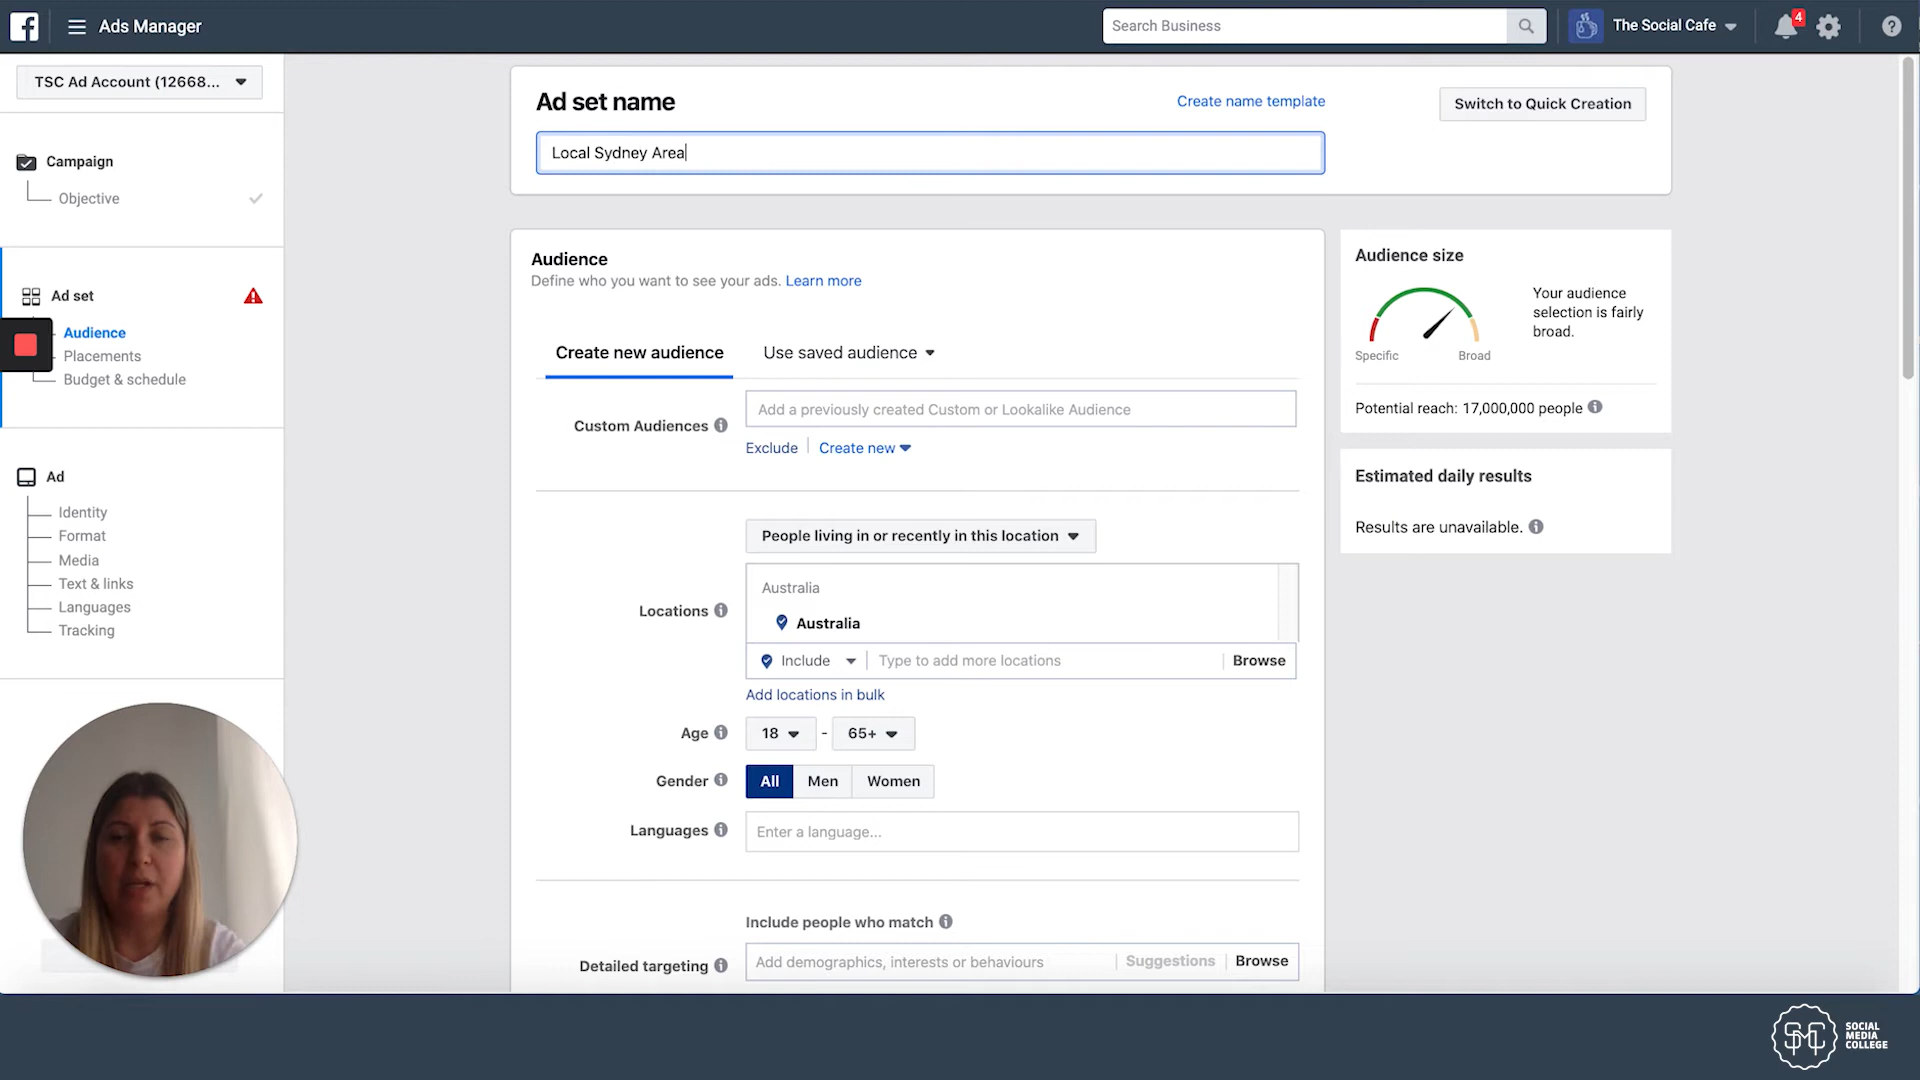 Ads Manager
Search Business
The Social Cafe
4
TSC Ad Account (12668...
Campaign
Objective
Ad set
Audience
Placements
Budget & schedule
Ad
Identity
Format
Media
Text & links
Languages
Tracking
Ad set name
Create name template
Switch to Quick Creation
Local Sydney Area
Audience
Define who you want to see your ads. Learn more
Create new audience
Use saved audience
Custom Audiences
Add a previously created Custom or Lookalike Audience
Exclude
Create new
People living in or recently in this location
Locations
Australia
Australia
Include
Type to add more locations
Browse
Add locations in bulk
Age
18 - 65+
Gender
All Men Women
Languages
Enter a language...
Include people who match
Detailed targeting
Add demographics, interests or behaviours
Suggestions
Browse
Audience size
Your audience
selection is fairly
broad.
Specific
Broad
Potential reach: 17,000,000 people
Estimated daily results
Results are unavailable.
SMC
SOCIAL
MEDIA
COLLEGE